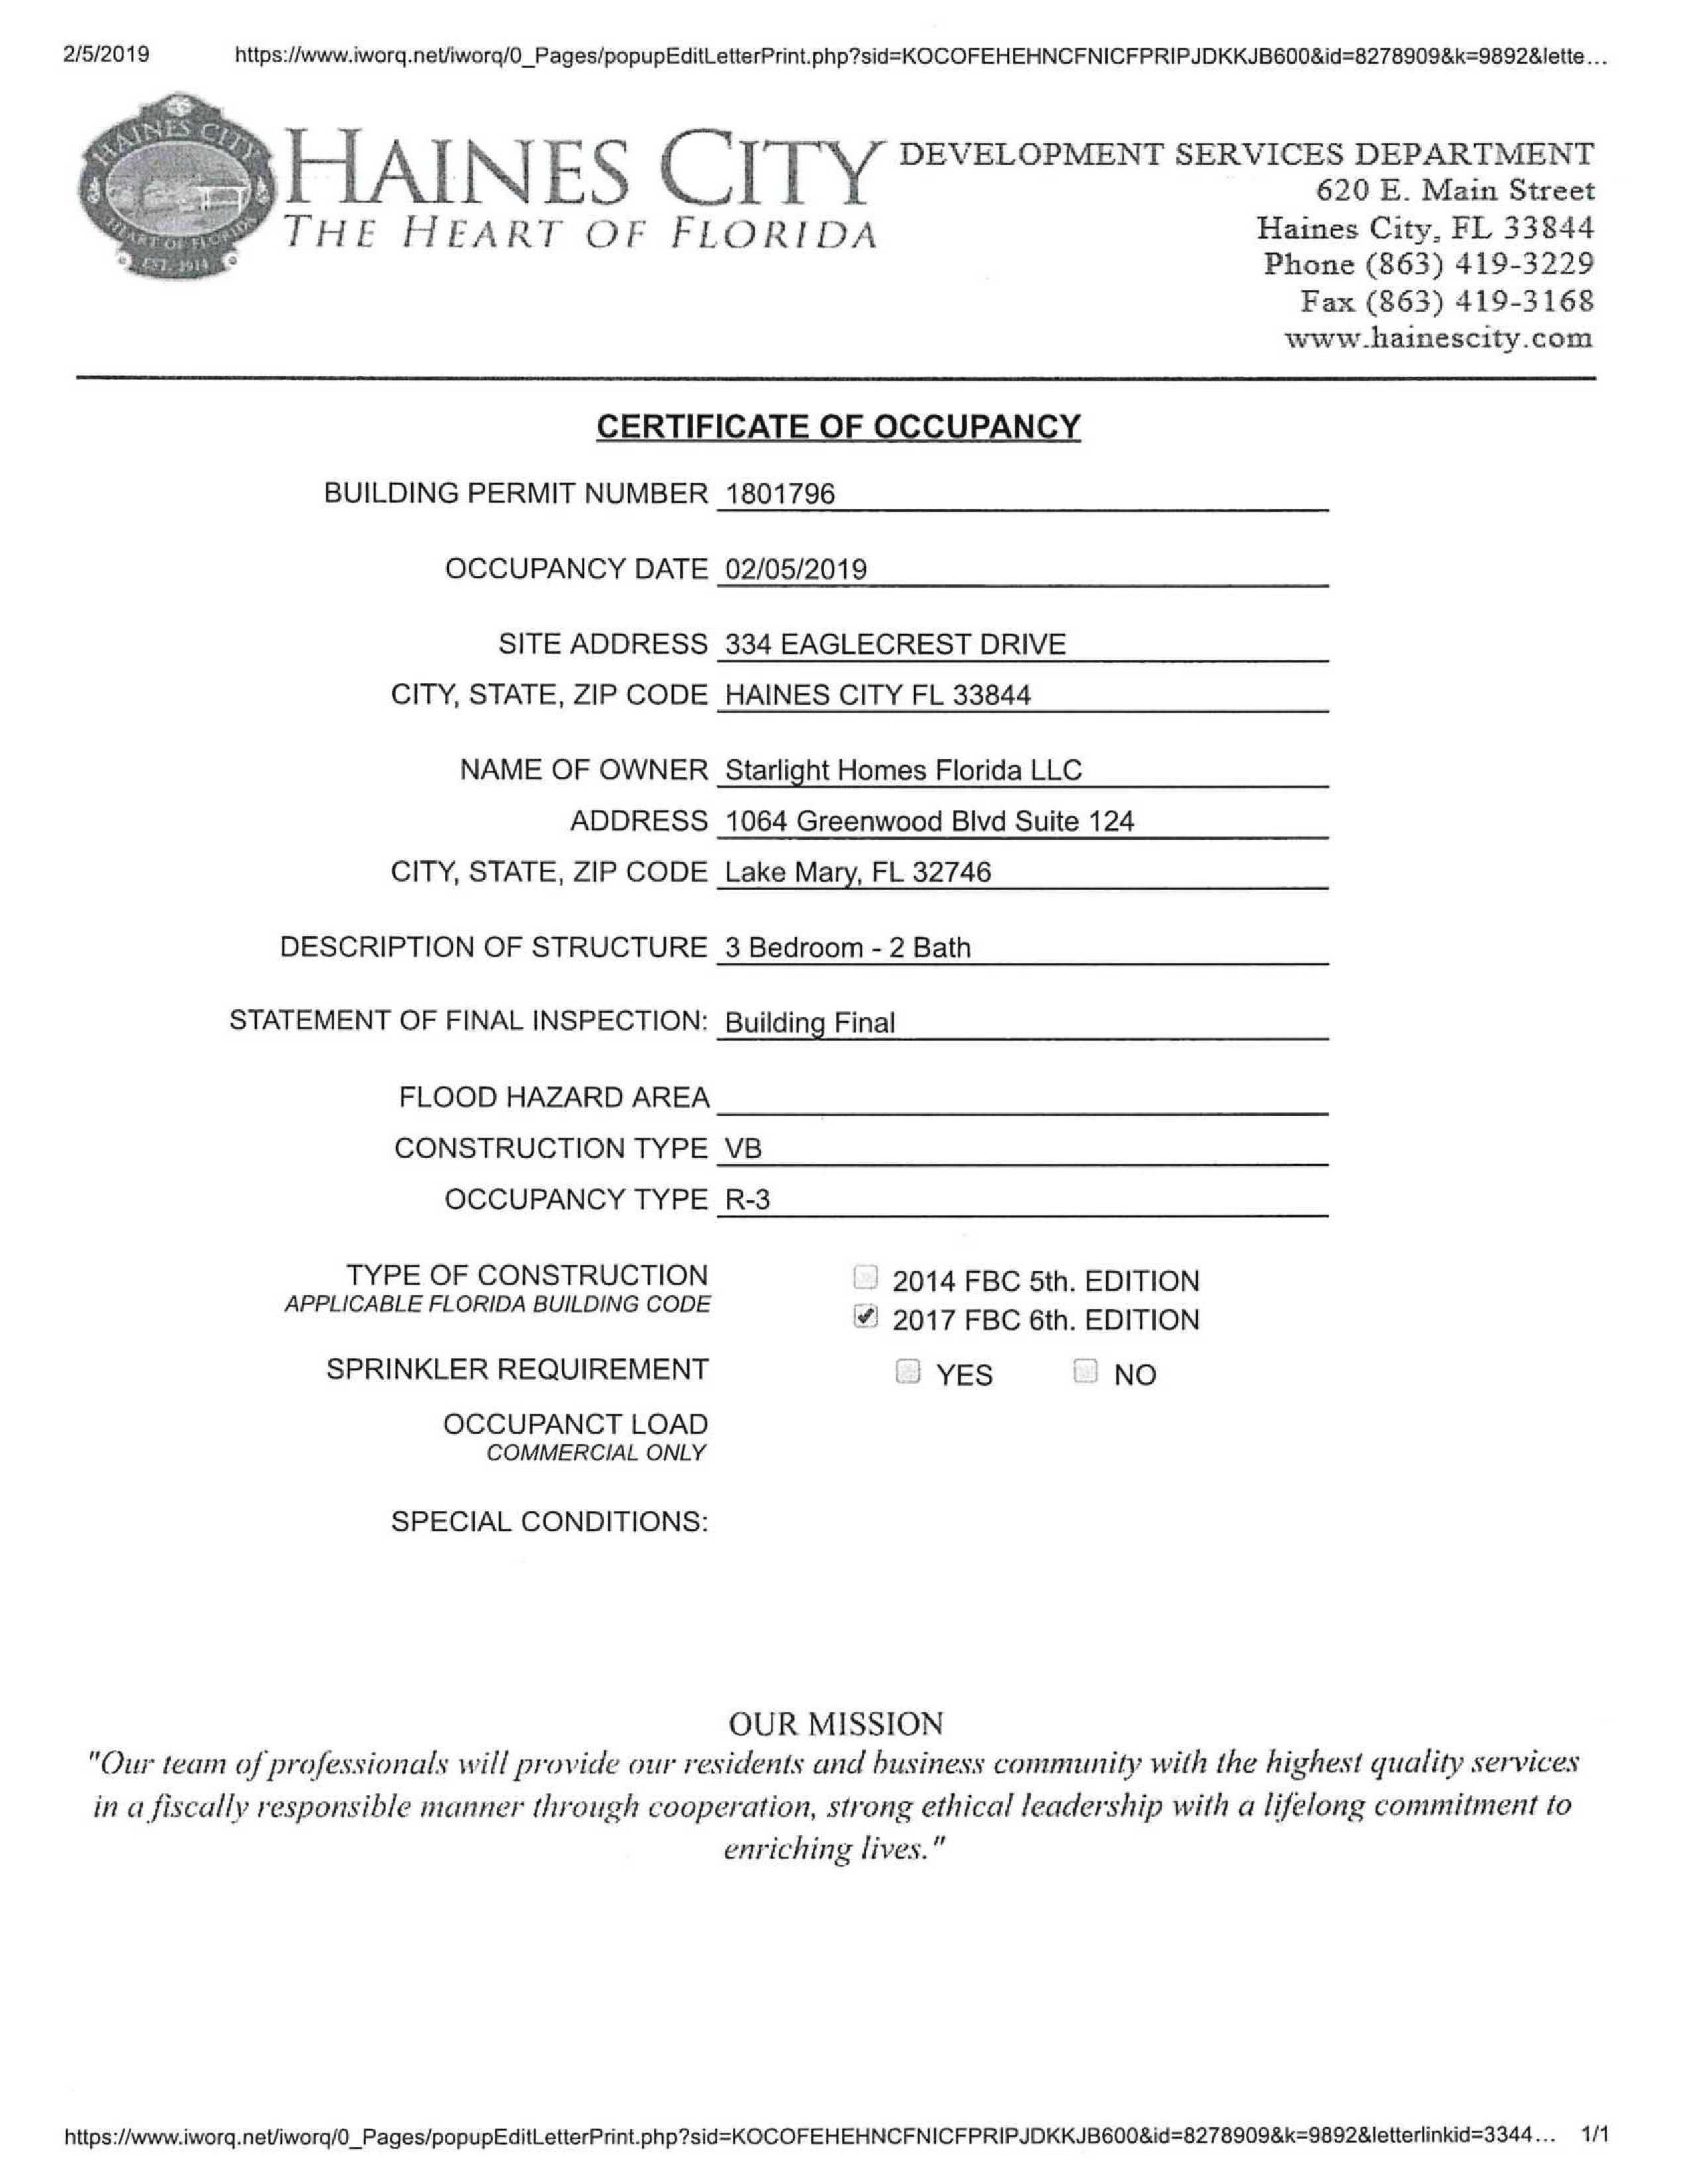 2/5/2019 https://www.iworq.net/iworq/0_Pages/popupEditLetterPrint.php?sid=KOCOFEHEHNCFNICFPRIPJDKKJB600&id=8278909&k=9892&lette...
HAINES CITY
HEART OF FLORIDA
EST. 1914
HAINES CITY
THE HEART OF FLORIDA
DEVELOPMENT SERVICES DEPARTMENT
620 E. Main Street
Haines City, FL 33844
Phone (863) 419-3229
Fax (863) 419-3168
www.hainescity.com
CERTIFICATE OF OCCUPANCY
BUILDING PERMIT NUMBER 1801796
OCCUPANCY DATE 02/05/2019
SITE ADDRESS 334 EAGLECREST DRIVE
CITY, STATE, ZIP CODE HAINES CITY FL 33844
NAME OF OWNER Starlight Homes Florida LLC
ADDRESS 1064 Greenwood Blvd Suite 124
CITY, STATE, ZIP CODE Lake Mary, FL 32746
DESCRIPTION OF STRUCTURE 3 Bedroom - 2 Bath
STATEMENT OF FINAL INSPECTION: Building Final
FLOOD HAZARD AREA
CONSTRUCTION TYPE VB
OCCUPANCY TYPE R-3
TYPE OF CONSTRUCTION 2014 FBC 5th. EDITION
APPLICABLE FLORIDA BUILDING CODE 2017 FBC 6th. EDITION
SPRINKLER REQUIREMENT YES NO
OCCUPANCT LOAD
COMMERCIAL ONLY
SPECIAL CONDITIONS:
OUR MISSION
"Our team of professionals will provide our residents and business community with the highest quality services
in a fiscally responsible manner through cooperation, strong ethical leadership with a lifelong commitment to
enriching lives."
https://www.iworq.net/iworq/0_Pages/popupEditLetterPrint.php?sid=KOCOFEHEHNCFNICFPRIPJDKKJB600&id=8278909&k=9892&letterlinkid=3344... 1/1